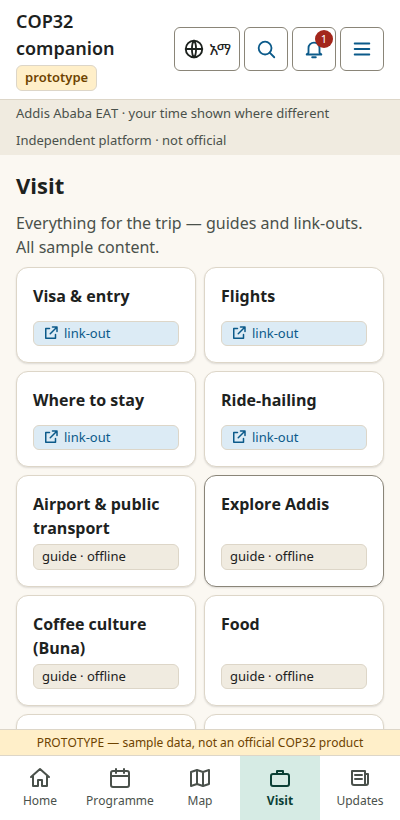 COP32
companion
prototype
አማ
1
Addis Ababa EAT · your time shown where different
Independent platform · not official
Visit
Everything for the trip — guides and link-outs.
All sample content.
Visa & entry
link-out
Flights
link-out
Where to stay
link-out
Ride-hailing
link-out
Airport & public
transport
guide · offline
Explore Addis
guide · offline
Coffee culture
(Buna)
guide · offline
Food
guide · offline
PROTOTYPE — sample data, not an official COP32 product
Home
Programme
Map
Visit
Updates